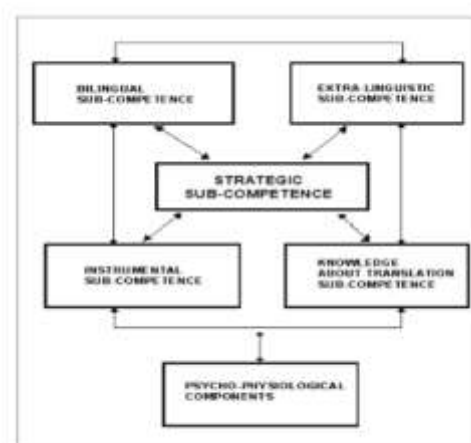 BILINGUAL
SUB-COMPETENCE
EXTRA-LINGUISTIC
SUB-COMPETENCE
STRATEGIC
SUB-COMPETENCE
INSTRUMENTAL
SUB-COMPETENCE
KNOWLEDGE
ABOUT TRANSLATION
SUB-COMPETENCE
PSYCHO-PHYSIOLOGICAL
COMPONENTS